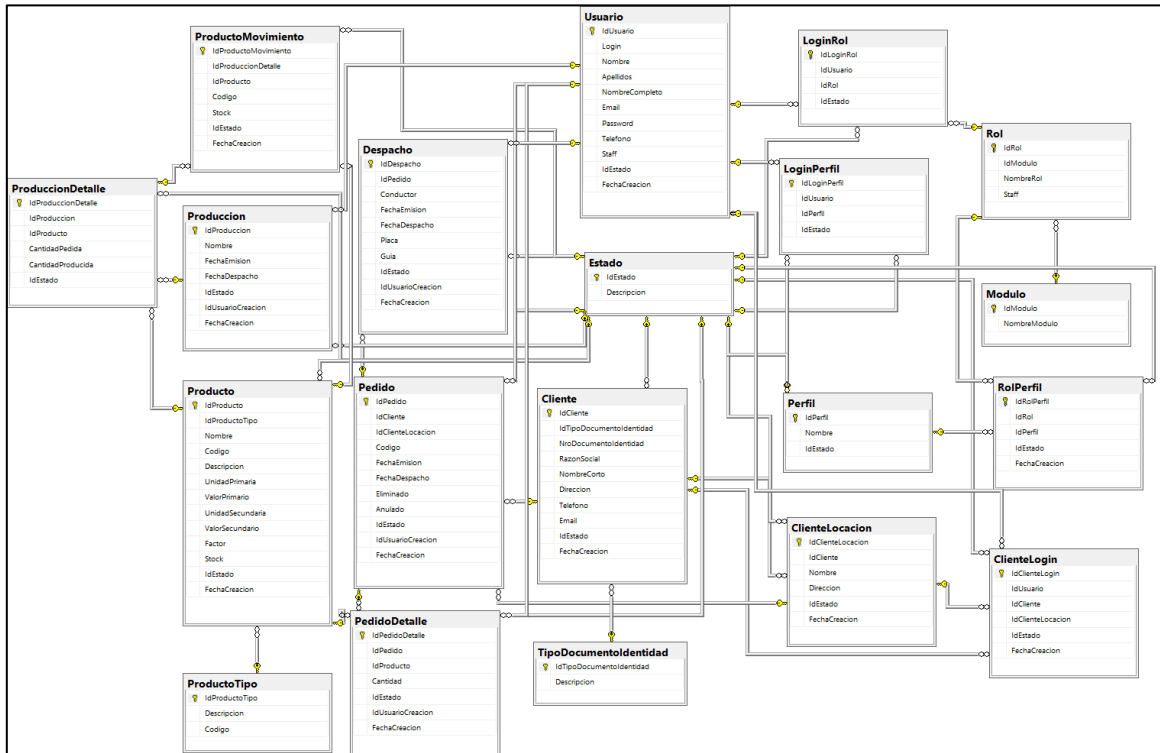 ProductoMovimiento
IdProductoMovimiento
IdProduccionDetalle
IdProducto
Codigo
Stock
IdEstado
FechaCreacion
Usuario
IdUsuario
Login
Nombre
Apellidos
NombreCompleto
Email
Password
Telefono
Staff
IdEstado
FechaCreacion
LoginRol
IdLoginRol
IdUsuario
IdRol
IdEstado
Rol
IdRol
IdModulo
NombreRol
Staff
Despacho
IdDespacho
IdPedido
Conductor
FechaEmision
FechaDespacho
Placa
Guia
IdEstado
IdUsuarioCreacion
FechaCreacion
LoginPerfil
IdLoginPerfil
IdUsuario
IdPerfil
IdEstado
ProduccionDetalle
IdProduccionDetalle
IdProduccion
IdProducto
CantidadPedida
CantidadProducida
IdEstado
Produccion
IdProduccion
Nombre
FechaEmision
FechaDespacho
IdEstado
IdUsuarioCreacion
FechaCreacion
Estado
IdEstado
Descripcion
Modulo
IdModulo
NombreModulo
Producto
IdProducto
IdProductoTipo
Nombre
Codigo
Descripcion
UnidadPrimaria
ValorPrimario
UnidadSecundaria
ValorSecundario
Factor
Stock
IdEstado
FechaCreacion
Pedido
IdPedido
IdCliente
IdClienteLocacion
Codigo
FechaEmision
FechaDespacho
Eliminado
Anulado
IdEstado
IdUsuarioCreacion
FechaCreacion
Cliente
IdCliente
IdTipoDocumentoIdentidad
NroDocumentoIdentidad
RazonSocial
NombreCorto
Direccion
Telefono
Email
IdEstado
FechaCreacion
Perfil
IdPerfil
Nombre
IdEstado
RolPerfil
IdRolPerfil
IdRol
IdPerfil
IdEstado
FechaCreacion
ClienteLocacion
IdClienteLocacion
IdCliente
Nombre
Direccion
IdEstado
FechaCreacion
ClienteLogin
IdClienteLogin
IdUsuario
IdCliente
IdClienteLocacion
IdEstado
FechaCreacion
PedidoDetalle
IdPedidoDetalle
IdPedido
IdProducto
Cantidad
IdEstado
IdUsuarioCreacion
FechaCreacion
TipoDocumentoIdentidad
IdTipoDocumentoIdentidad
Descripcion
ProductoTipo
IdProductoTipo
Descripcion
Codigo